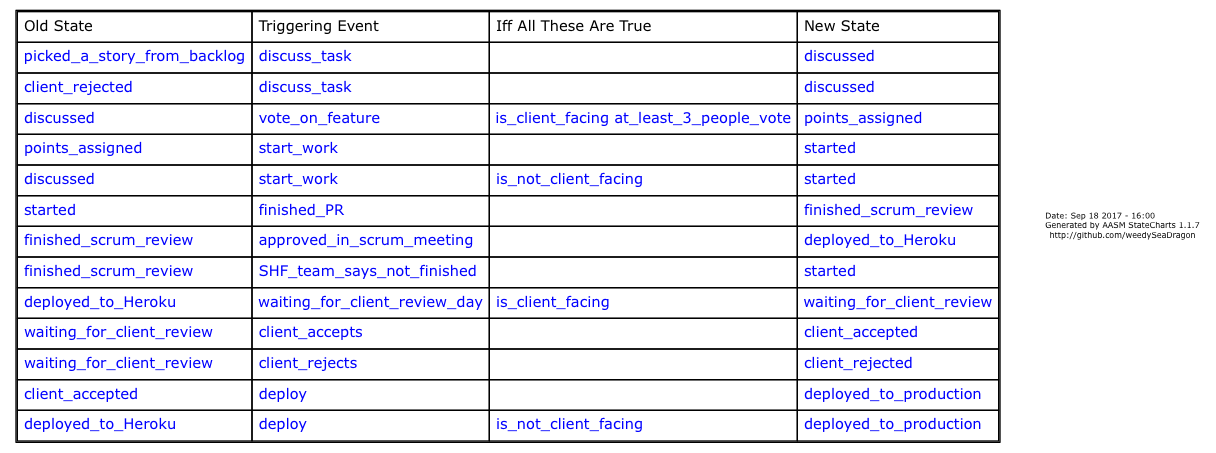 Old State Triggering Event Iff All These Are True New State
picked_a_story_from_backlog discuss_task discussed
client_rejected discuss_task discussed
discussed vote_on_feature is_client_facing at_least_3_people_vote points_assigned
points_assigned start_work started
discussed start_work is_not_client_facing started
started finished_PR finished_scrum_review
finished_scrum_review approved_in_scrum_meeting deployed_to_Heroku
finished_scrum_review SHF_team_says_not_finished started
deployed_to_Heroku waiting_for_client_review_day is_client_facing waiting_for_client_review
waiting_for_client_review client_accepts client_accepted
waiting_for_client_review client_rejects client_rejected
client_accepted deploy deployed_to_production
deployed_to_Heroku deploy is_not_client_facing deployed_to_production
Date: Sep 18 2017 - 16:00
Generated by AASM StateCharts 1.1.7
http://github.com/weedySeaDragon